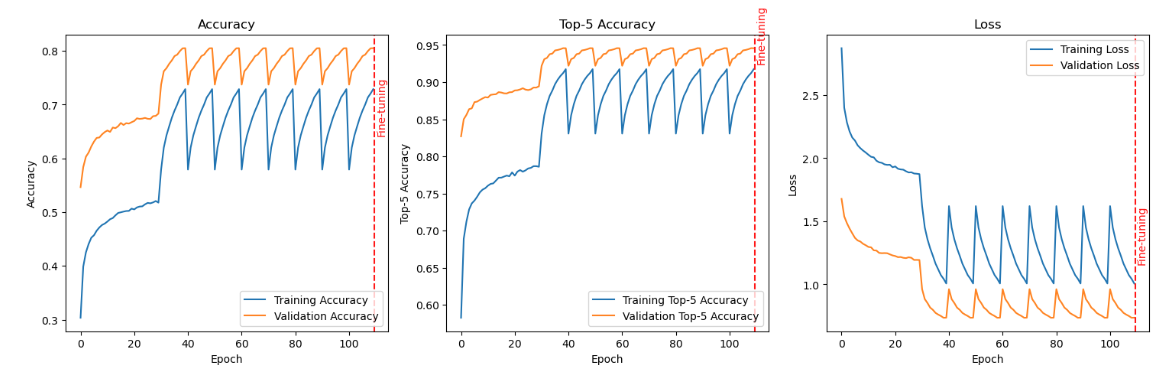 Accuracy
Top-5 Accuracy
Loss
Accuracy
0.8
0.7
0.6
0.5
0.4
0.3
0
20
40
60
80
100
Epoch
Training Accuracy
Validation Accuracy
Fine-tuning
Top-5 Accuracy
0.95
0.90
0.85
0.80
0.75
0.70
0.65
0.60
0
20
40
60
80
100
Epoch
Training Top-5 Accuracy
Validation Top-5 Accuracy
Fine-tuning
Loss
2.5
2.0
1.5
1.0
0
20
40
60
80
100
Epoch
Training Loss
Validation Loss
Fine-tuning